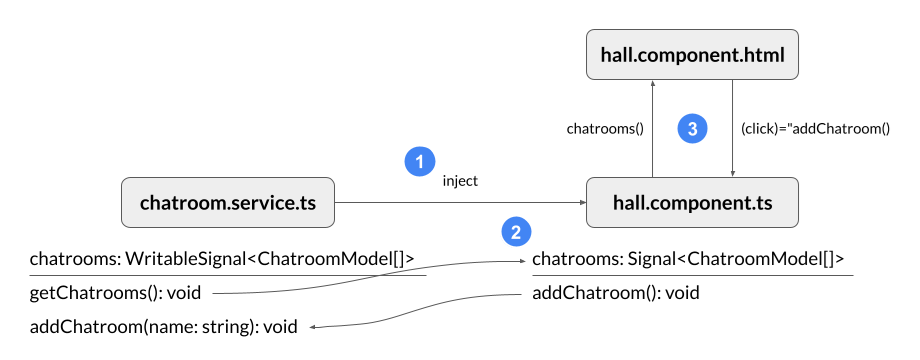 hall.component.html
chatrooms()
3
(click)="addChatroom()
1
inject
chatroom.service.ts
hall.component.ts
2
chatrooms: WritableSignal<ChatroomModel[]>
chatrooms: Signal<ChatroomModel[]>
getChatrooms(): void
addChatroom(): void
addChatroom(name: string): void